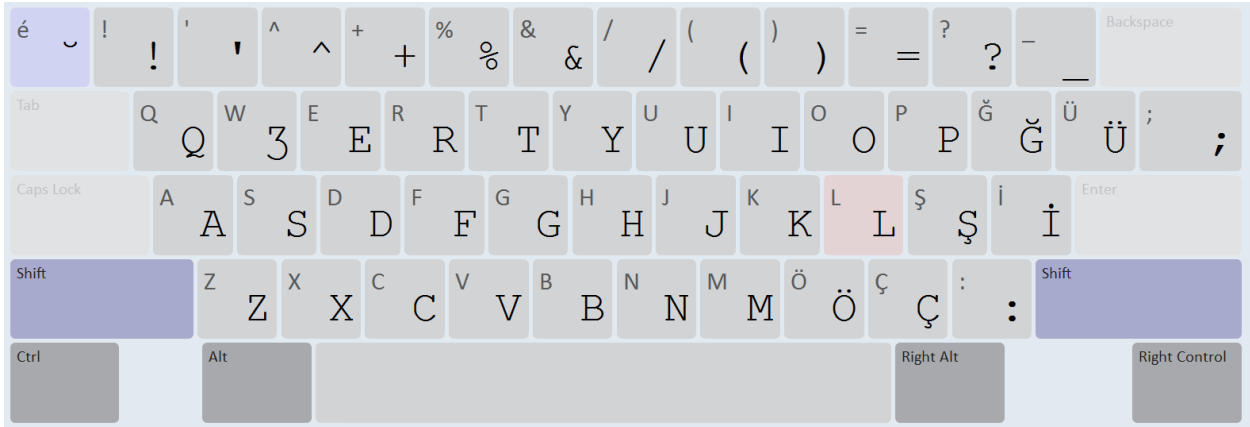 é ˘ ! ! ' ' ^ ^ + + % % & & / / ( ( ) ) = = ? ? _ _ Backspace
Tab Q Q W Ʒ E E R R T T Y Y U U I I O O P P Ğ Ğ Ü Ü ; ;
Caps Lock A A S S D D F F G G H H J J K K L L Ş Ş İ İ Enter
Shift Z Z X X C C V V B B N N M M Ö Ö Ç Ç : : Shift
Ctrl Alt Right Alt Right Control